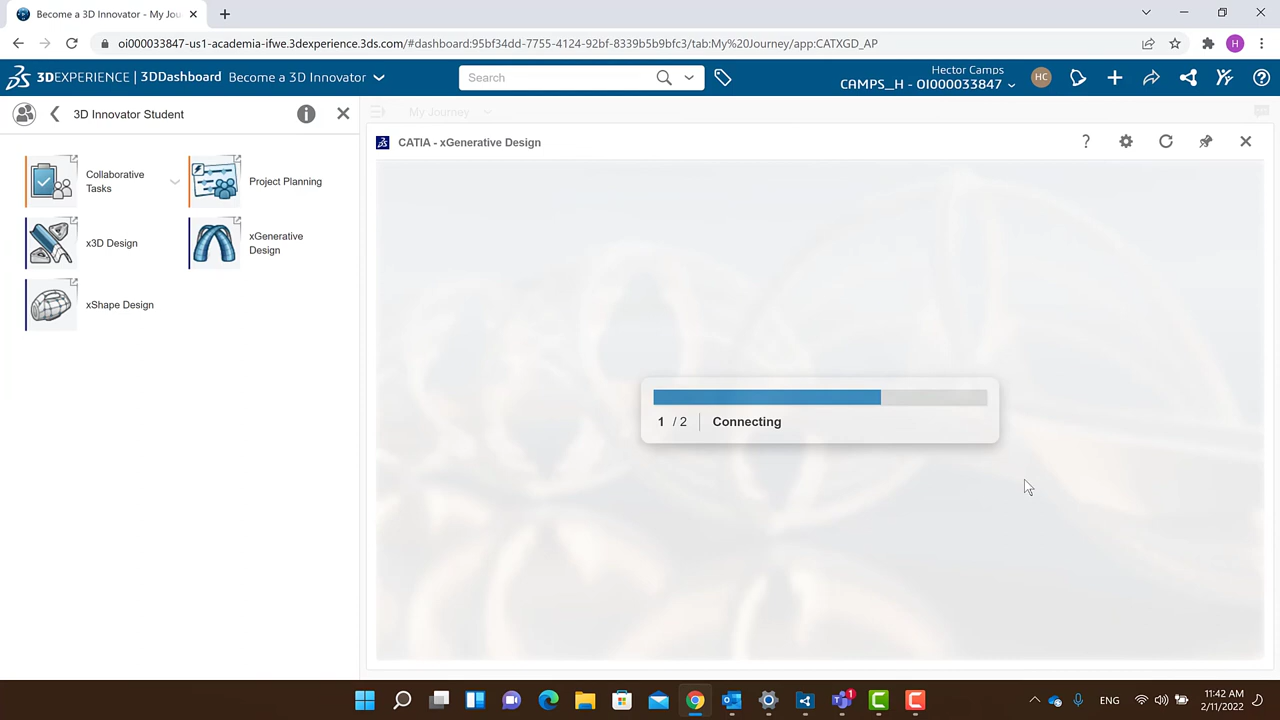 Become a 3D Innovator - My Jou
oi000033847-us1-academia-ifwe.3dexperience.3ds.com/#dashboard:95bf34dd-7755-4124-92bf-8339b5b9bfc3/tab:My%20Journey/app:CATXGD_AP
H
3DEXPERIENCE | 3DDashboard Become a 3D Innovator
Search
Hector Camps
CAMPS_H - OI000033847
HC
3D Innovator Student
My Journey
CATIA - xGenerative Design
Collaborative
Tasks
Project Planning
x3D Design
xGenerative
Design
xShape Design
1 / 2 Connecting
1
ENG
11:42 AM
2/11/2022